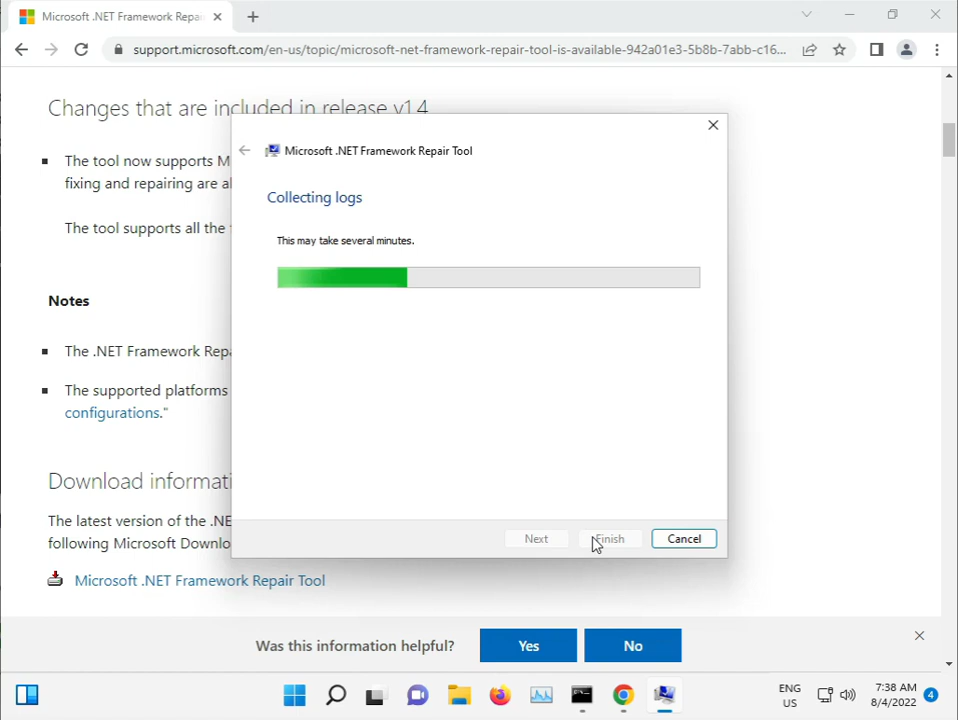 Microsoft .NET Framework Repa
support.microsoft.com/en-us/topic/microsoft-net-framework-repair-tool-is-available-942a01e3-5b8b-7abb-c16...
Changes that are included in release v1.4
The tool now supports M
fixing and repairing are al
The tool supports all the
Notes
The .NET Framework Repa
The supported platforms
configurations."
Download informati
The latest version of the .NE
following Microsoft Downlo
Microsoft .NET Framework Repair Tool
Microsoft .NET Framework Repair Tool
Collecting logs
This may take several minutes.
Next
Finish
Cancel
Was this information helpful?
Yes
No
ENG
US
7:38 AM
8/4/2022
4